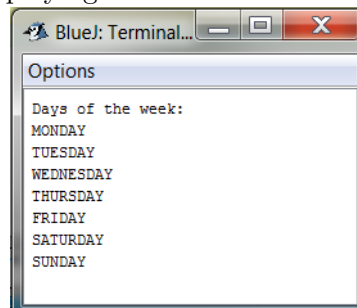 BlueJ: Terminal...
Options
Days of the week:
MONDAY
TUESDAY
WEDNESDAY
THURSDAY
FRIDAY
SATURDAY
SUNDAY